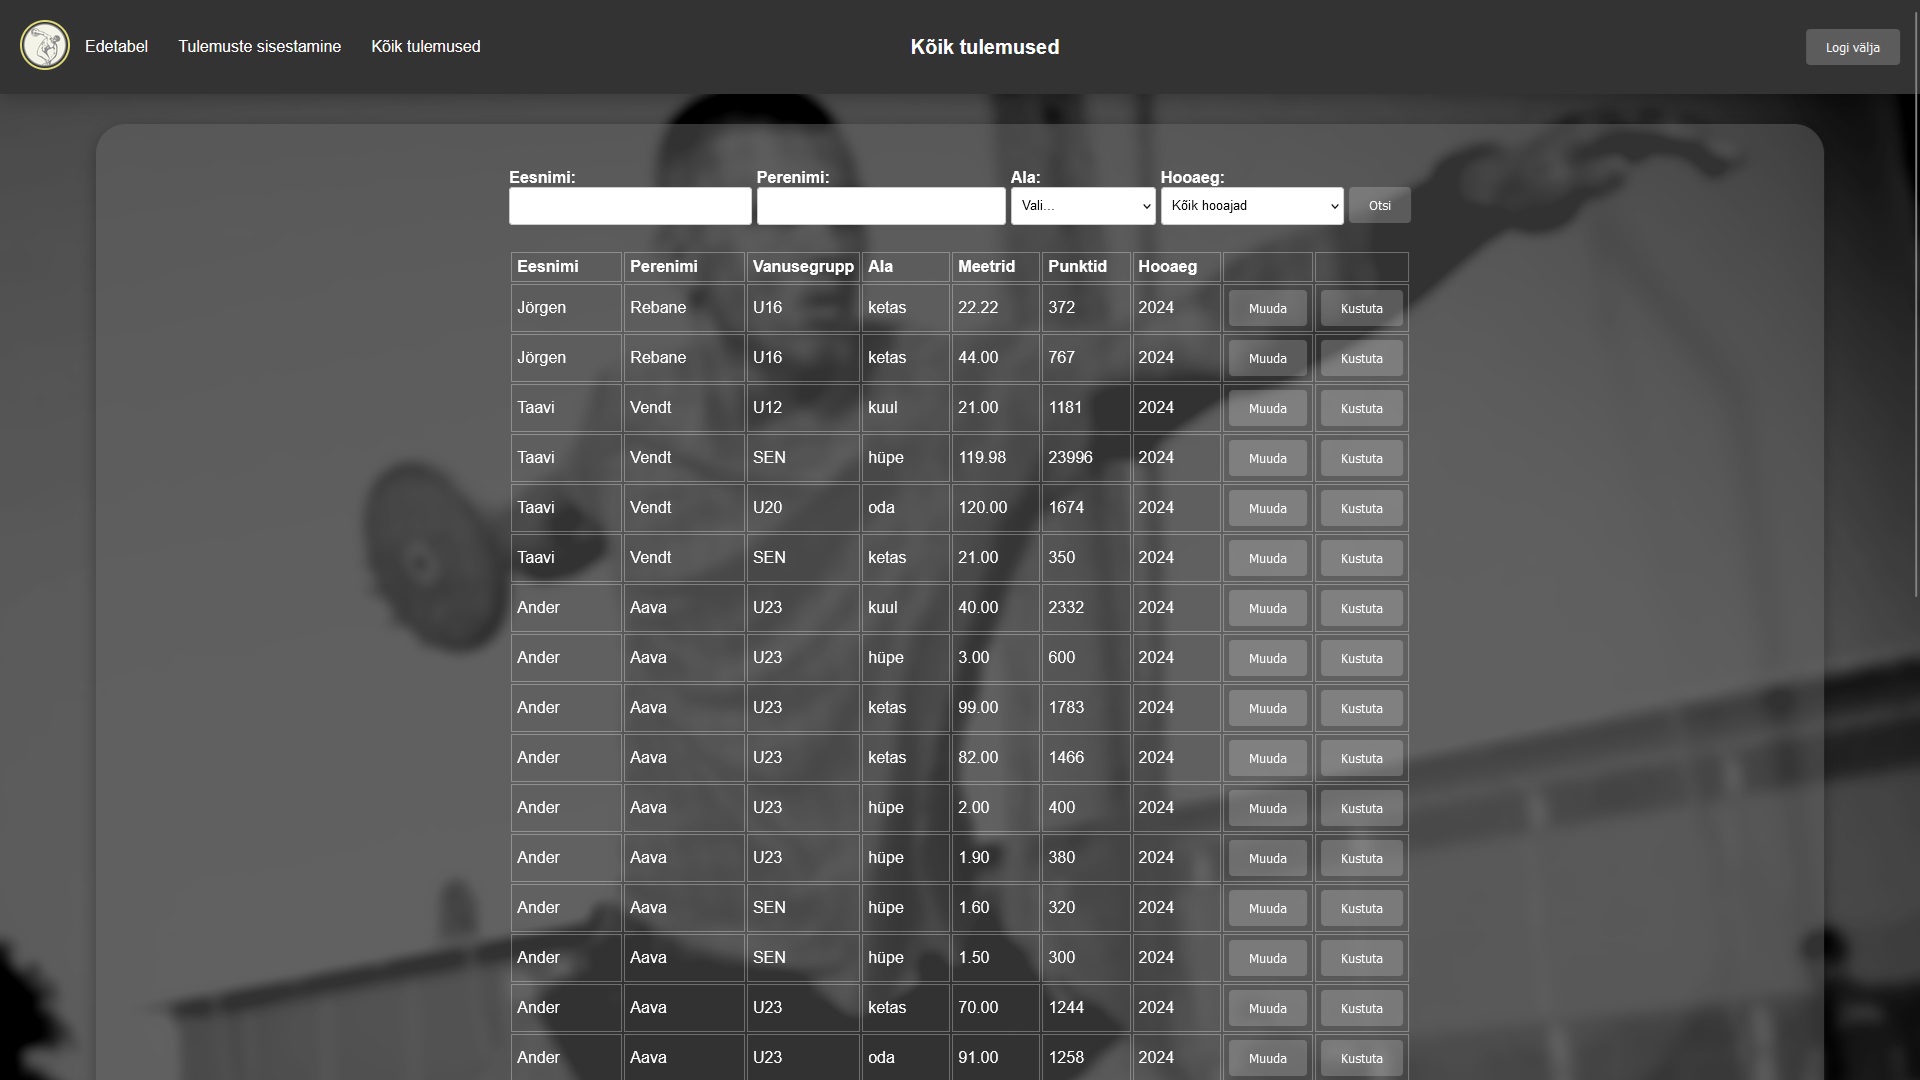 Edetabel Tulemuste sisestamine Kõik tulemused Kõik tulemused Logi välja
Eesnimi: Perenimi: Ala: Hooaeg:
Vali... Kõik hooajad Otsi
Eesnimi Perenimi Vanusegrupp Ala Meetrid Punktid Hooaeg
Jörgen Rebane U16 ketas 22.22 372 2024 Muuda Kustuta
Jörgen Rebane U16 ketas 44.00 767 2024 Muuda Kustuta
Taavi Vendt U12 kuul 21.00 1181 2024 Muuda Kustuta
Taavi Vendt SEN hüpe 119.98 23996 2024 Muuda Kustuta
Taavi Vendt U20 oda 120.00 1674 2024 Muuda Kustuta
Taavi Vendt SEN ketas 21.00 350 2024 Muuda Kustuta
Ander Aava U23 kuul 40.00 2332 2024 Muuda Kustuta
Ander Aava U23 hüpe 3.00 600 2024 Muuda Kustuta
Ander Aava U23 ketas 99.00 1783 2024 Muuda Kustuta
Ander Aava U23 ketas 82.00 1466 2024 Muuda Kustuta
Ander Aava U23 hüpe 2.00 400 2024 Muuda Kustuta
Ander Aava U23 hüpe 1.90 380 2024 Muuda Kustuta
Ander Aava SEN hüpe 1.60 320 2024 Muuda Kustuta
Ander Aava SEN hüpe 1.50 300 2024 Muuda Kustuta
Ander Aava U23 ketas 70.00 1244 2024 Muuda Kustuta
Ander Aava U23 oda 91.00 1258 2024 Muuda Kustuta